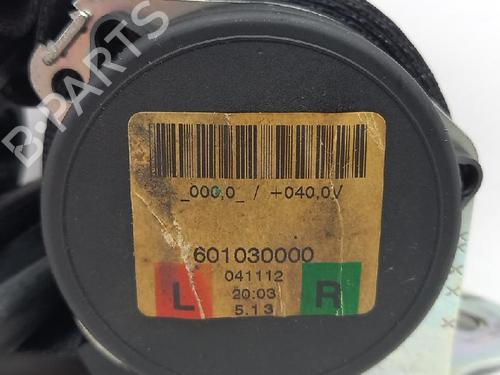 _000,0_ / +040,0V
601030000
041112
L 20:03 R
5.13
B-PARTS